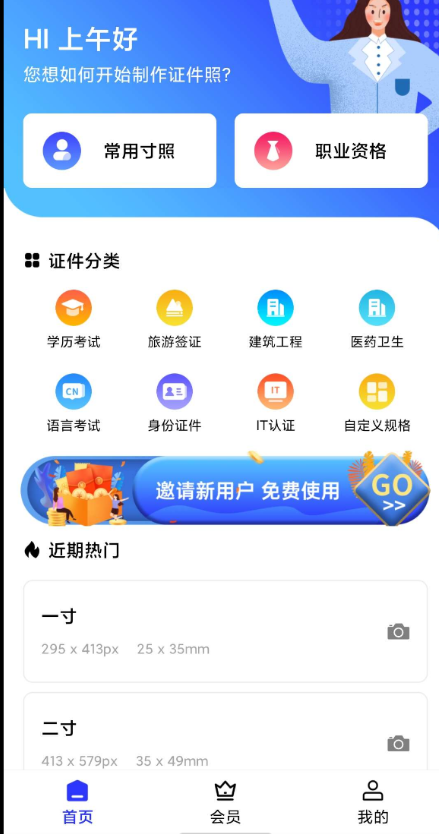 HI 上午好
您想如何开始制作证件照?
常用寸照
职业资格
证件分类
学历考试
旅游签证
建筑工程
医药卫生
CN
IT
语言考试
身份证件
IT认证
自定义规格
邀请新用户 免费使用
GO
>>
近期热门
一寸
295 x 413px 25 x 35mm
二寸
413 x 579px 35 x 49mm
首页
会员
我的